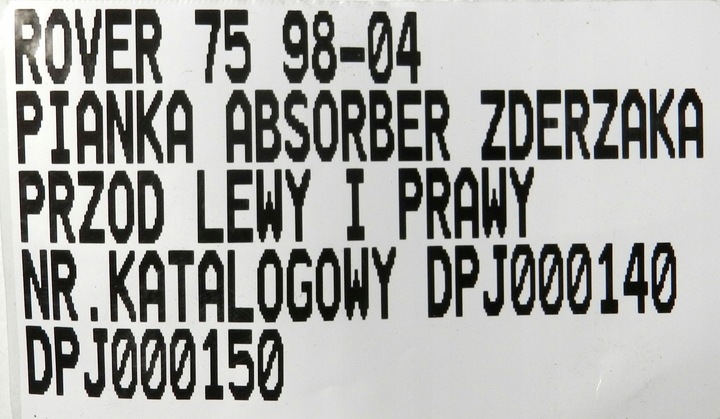 ROVER 75 98-04
PIANKA ABSORBER ZDERZAKA
PRZOD LEWY I PRAWY
NR.KATALOGOWY DPJ000140
DPJ000150